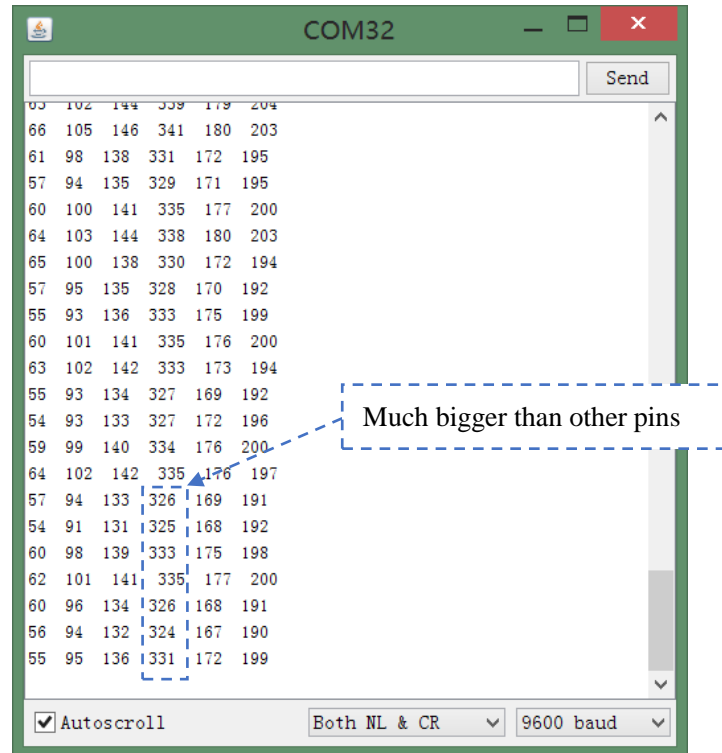 COM32
Send
63 102 144 339 179 204
66 105 146 341 180 203
61 98 138 331 172 195
57 94 135 329 171 195
60 100 141 335 177 200
64 103 144 338 180 203
65 100 138 330 172 194
57 95 135 328 170 192
55 93 136 333 175 199
60 101 141 335 176 200
63 102 142 333 173 194
55 93 134 327 169 192
54 93 133 327 172 196
59 99 140 334 176 200
64 102 142 335 176 197
57 94 133 326 169 191
54 91 131 325 168 192
60 98 139 333 175 198
62 101 141 335 177 200
60 96 134 326 168 191
56 94 132 324 167 190
55 95 136 331 172 199
Much bigger than other pins
Autoscroll
Both NL & CR
9600 baud